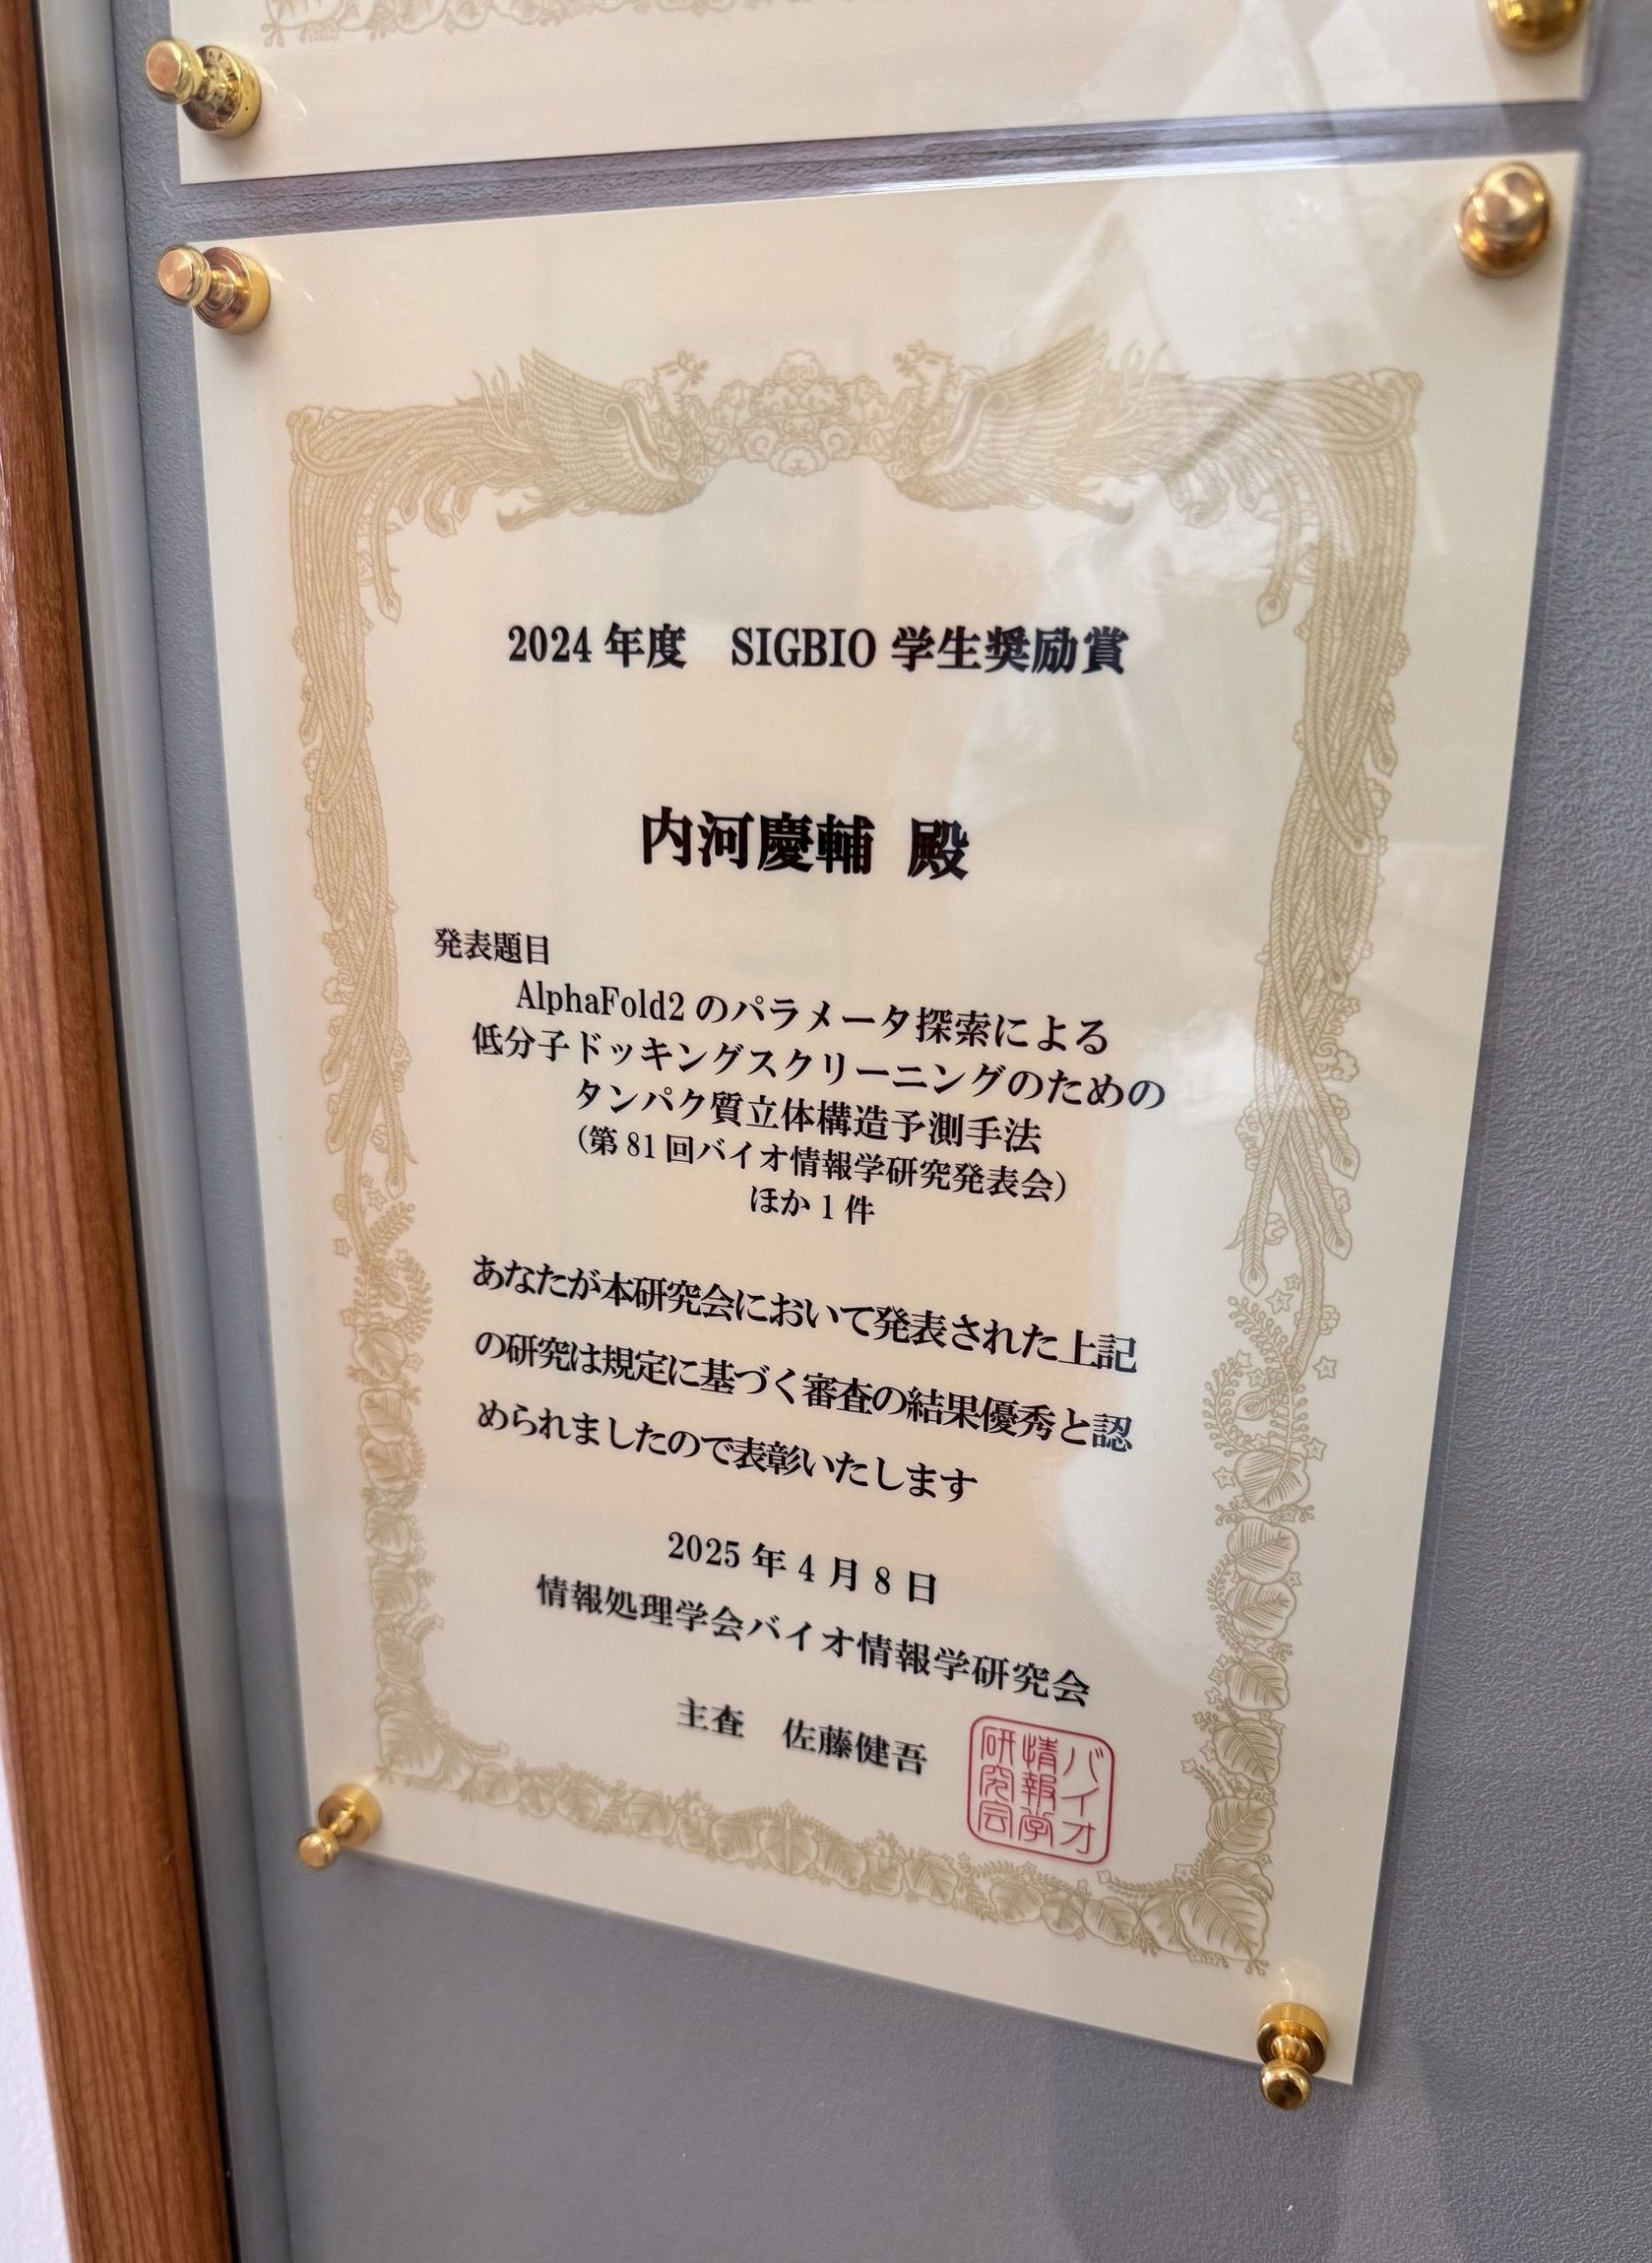 2024 年度　SIGBIO 学生奨励賞
内河慶輔 殿
発表題目
AlphaFold2 のパラメータ探索による
低分子ドッキングスクリーニングのための
タンパク質立体構造予測手法
（第 81 回バイオ情報学研究発表会）
ほか 1 件
あなたが本研究会において発表された上記
の研究は規定に基づく審査の結果優秀と認
められましたので表彰いたします
2025 年 4 月 8 日
情報処理学会バイオ情報学研究会
主査　佐藤健吾
バイオ
情報学
研究会